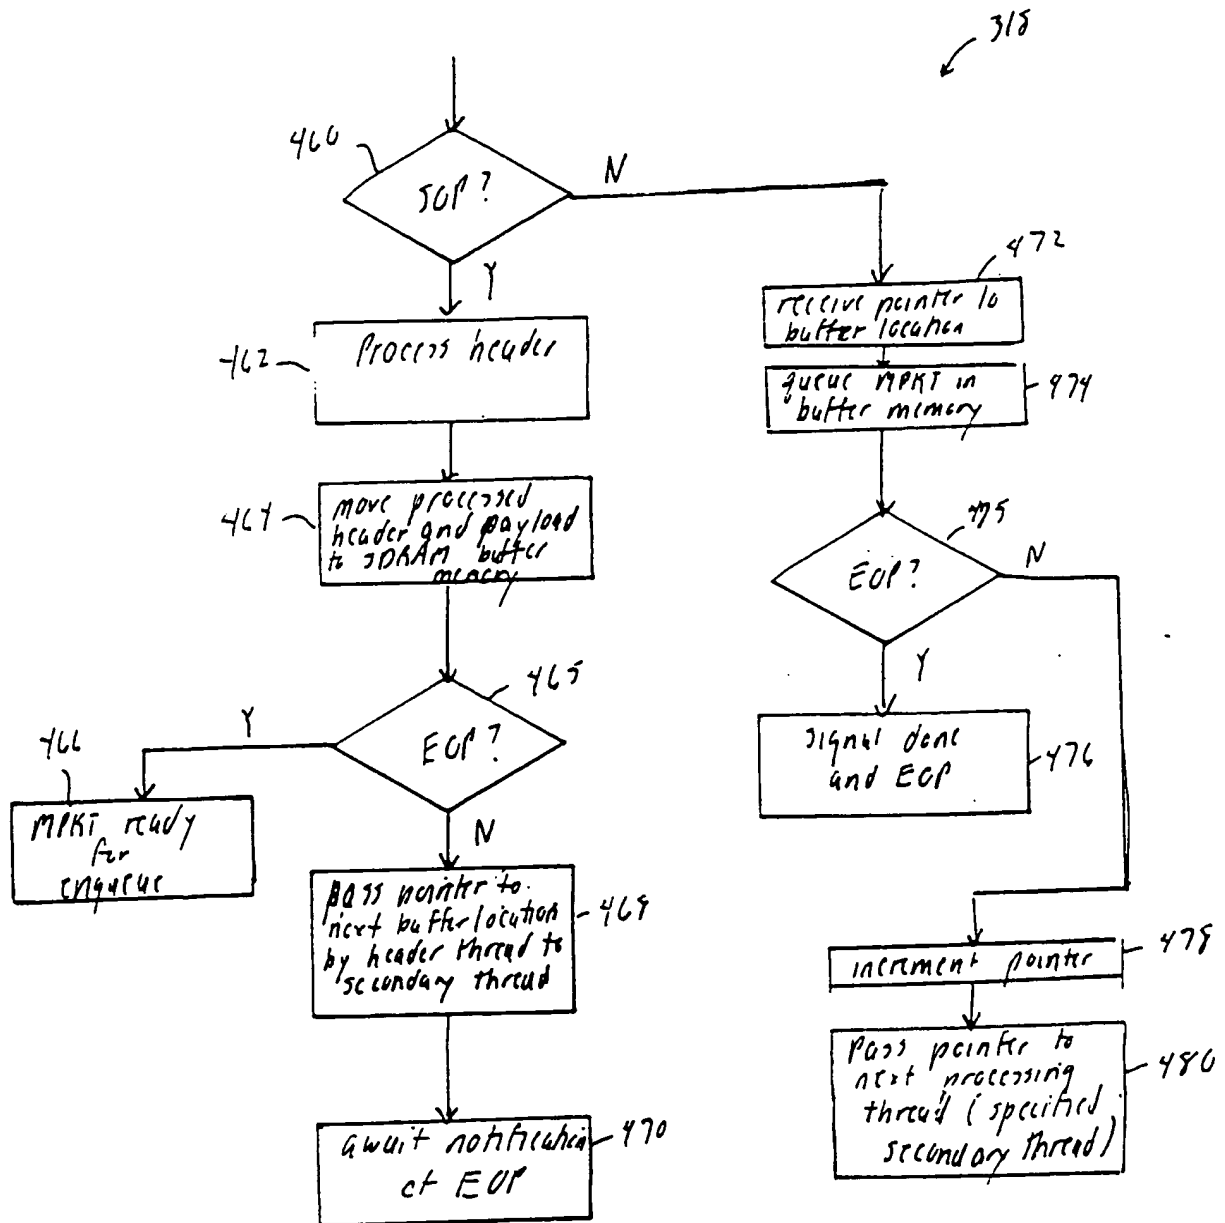 318
460
SOP?
N
Y
462
Process header
464
move processed
header and payload
to SDRAM buffer
memory
465
EOP?
Y
N
466
MPKT ready
for
enqueue
pass pointer to
next buffer location
by header thread to
secondary thread
468
await notification
of EOP
470
472
receive pointer to
buffer location
queue MPKT in
buffer memory
474
475
EOP?
N
Y
signal done
and EOP
476
increment pointer
478
Pass pointer to
next processing
thread (specified
secondary thread)
480